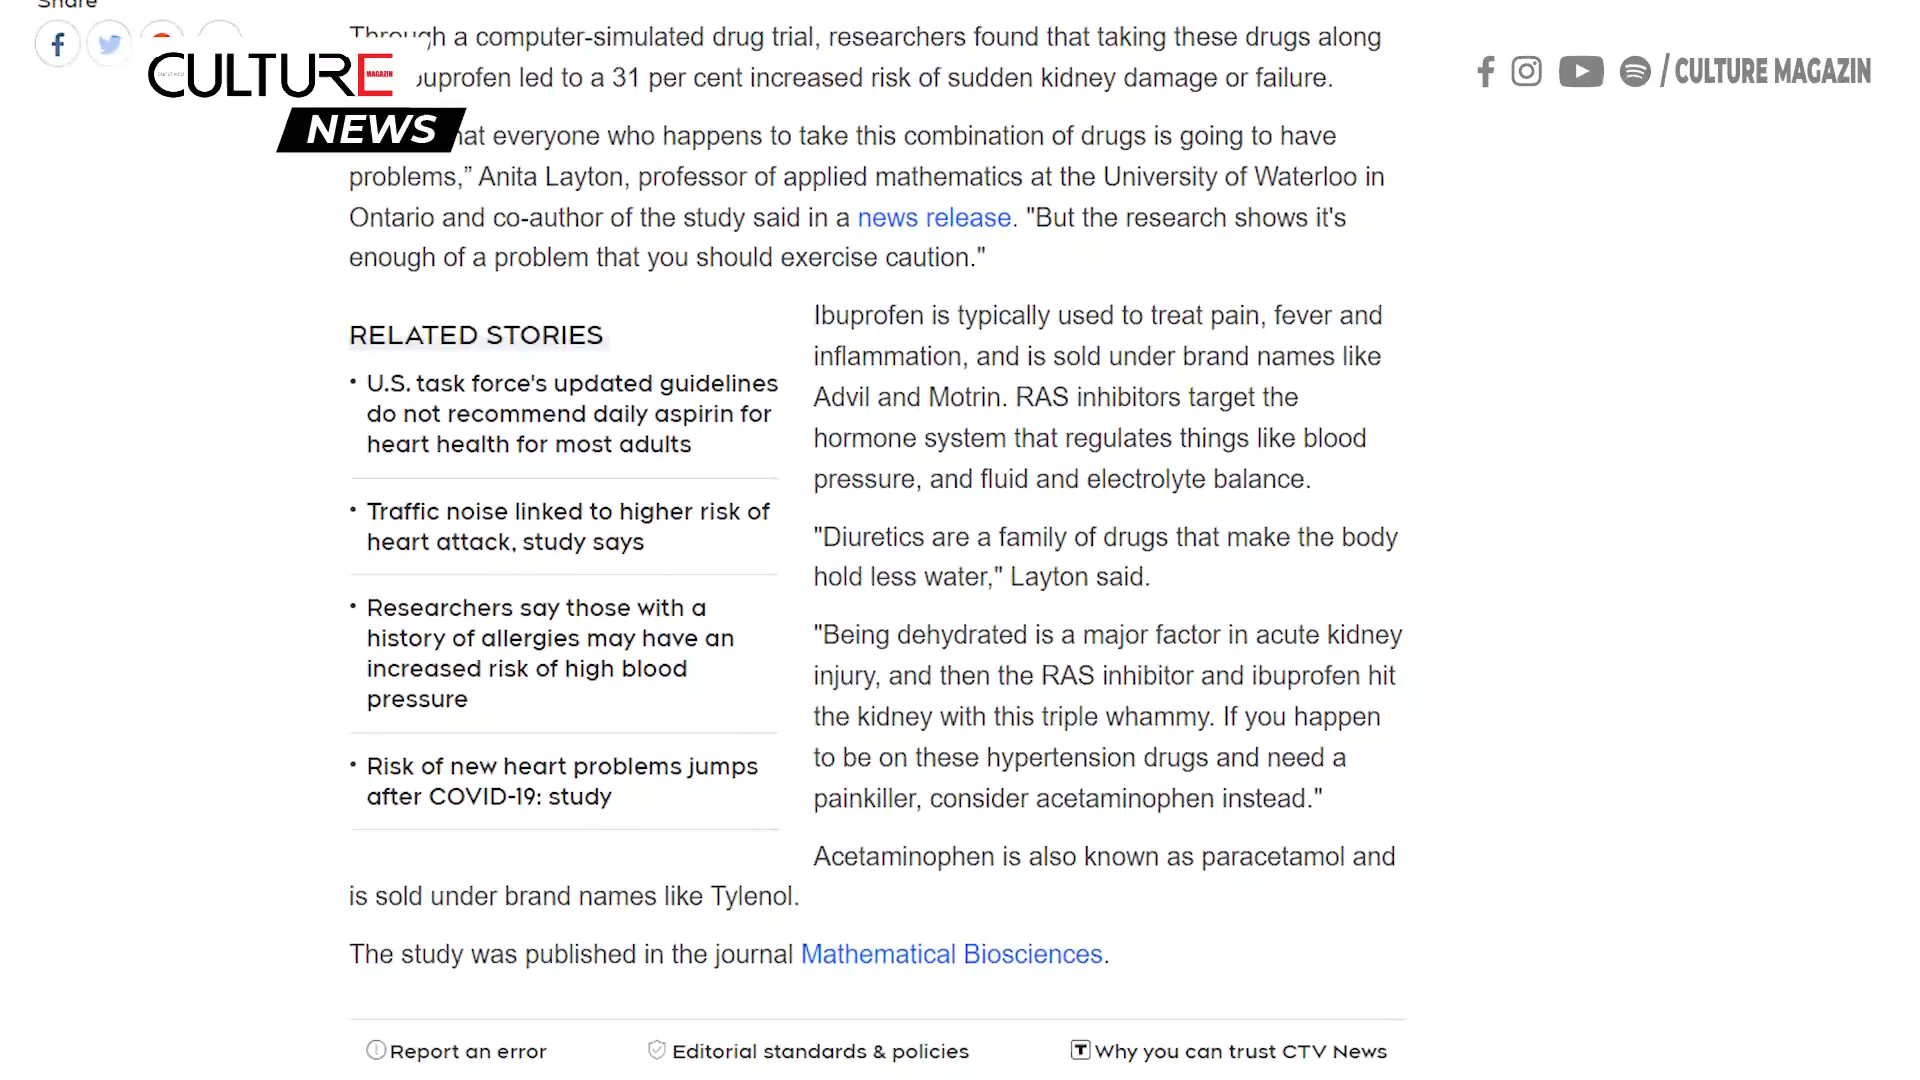 Share
CULTURE
MAGAZIN
NEWS
/ CULTURE MAGAZIN
Through a computer-simulated drug trial, researchers found that taking these drugs along
buprofen led to a 31 per cent increased risk of sudden kidney damage or failure.
hat everyone who happens to take this combination of drugs is going to have
problems,” Anita Layton, professor of applied mathematics at the University of Waterloo in
Ontario and co-author of the study said in a news release. "But the research shows it's
enough of a problem that you should exercise caution."
RELATED STORIES
• U.S. task force's updated guidelines
do not recommend daily aspirin for
heart health for most adults
• Traffic noise linked to higher risk of
heart attack, study says
• Researchers say those with a
history of allergies may have an
increased risk of high blood
pressure
• Risk of new heart problems jumps
after COVID-19: study
Ibuprofen is typically used to treat pain, fever and
inflammation, and is sold under brand names like
Advil and Motrin. RAS inhibitors target the
hormone system that regulates things like blood
pressure, and fluid and electrolyte balance.
"Diuretics are a family of drugs that make the body
hold less water," Layton said.
"Being dehydrated is a major factor in acute kidney
injury, and then the RAS inhibitor and ibuprofen hit
the kidney with this triple whammy. If you happen
to be on these hypertension drugs and need a
painkiller, consider acetaminophen instead."
Acetaminophen is also known as paracetamol and
is sold under brand names like Tylenol.
The study was published in the journal Mathematical Biosciences.
Report an error
Editorial standards & policies
Why you can trust CTV News